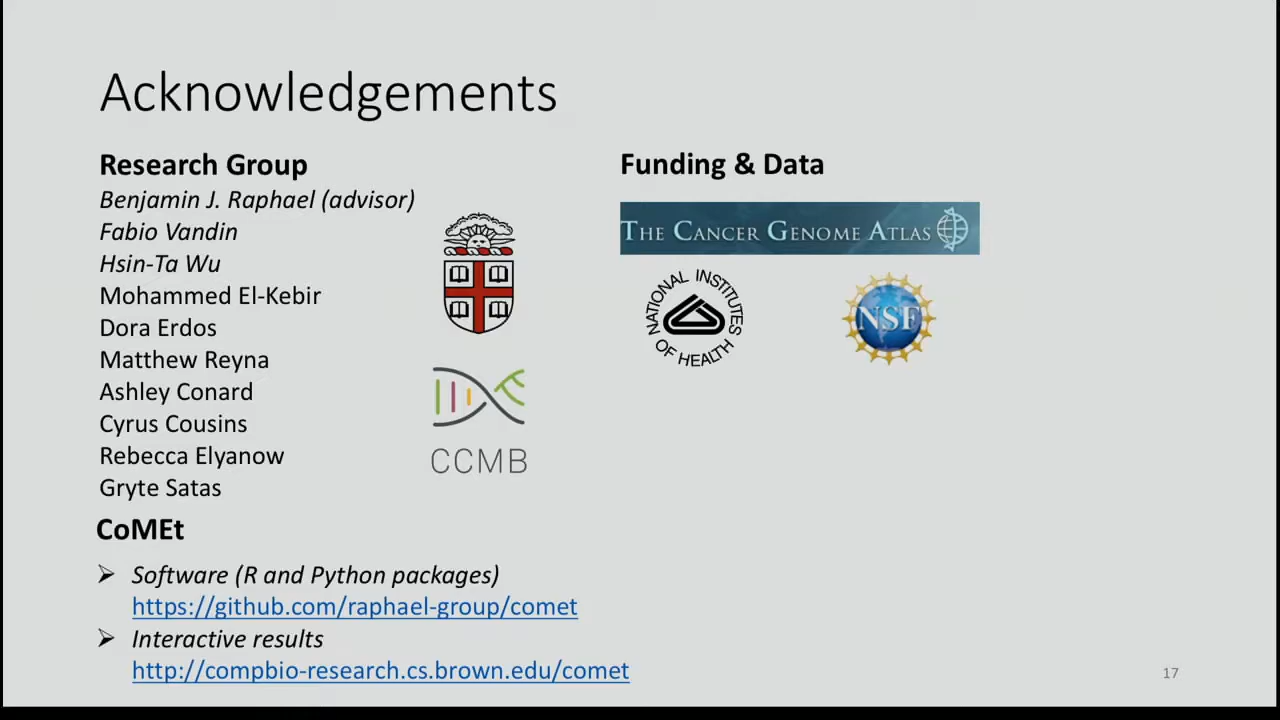 Acknowledgements
Research Group
Benjamin J. Raphael (advisor)
Fabio Vandin
Hsin-Ta Wu
Mohammed El-Kebir
Dora Erdos
Matthew Reyna
Ashley Conard
Cyrus Cousins
Rebecca Elyanow
Gryte Satas
CCMB
Funding & Data
THE CANCER GENOME ATLAS
NATIONAL INSTITUTES OF HEALTH
NSF
CoMEt
Software (R and Python packages)
https://github.com/raphael-group/comet
Interactive results
http://compbio-research.cs.brown.edu/comet
17